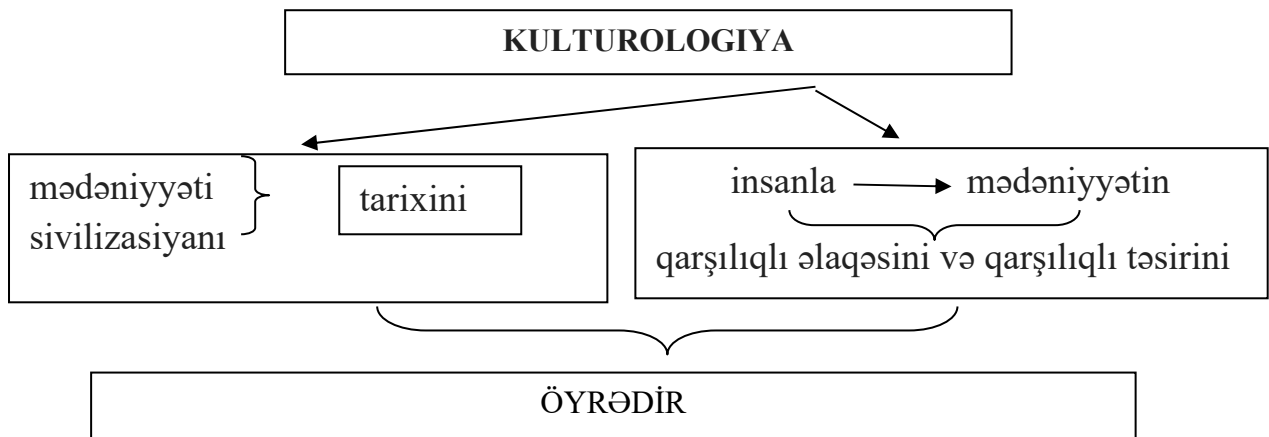 KULTUROLOGIYA
mədəniyyəti
sivilizasiyanı
tarixini
insanla mədəniyyətin
qarşılıqlı əlaqəsini və qarşılıqlı təsirini
ÖYRƏDİR